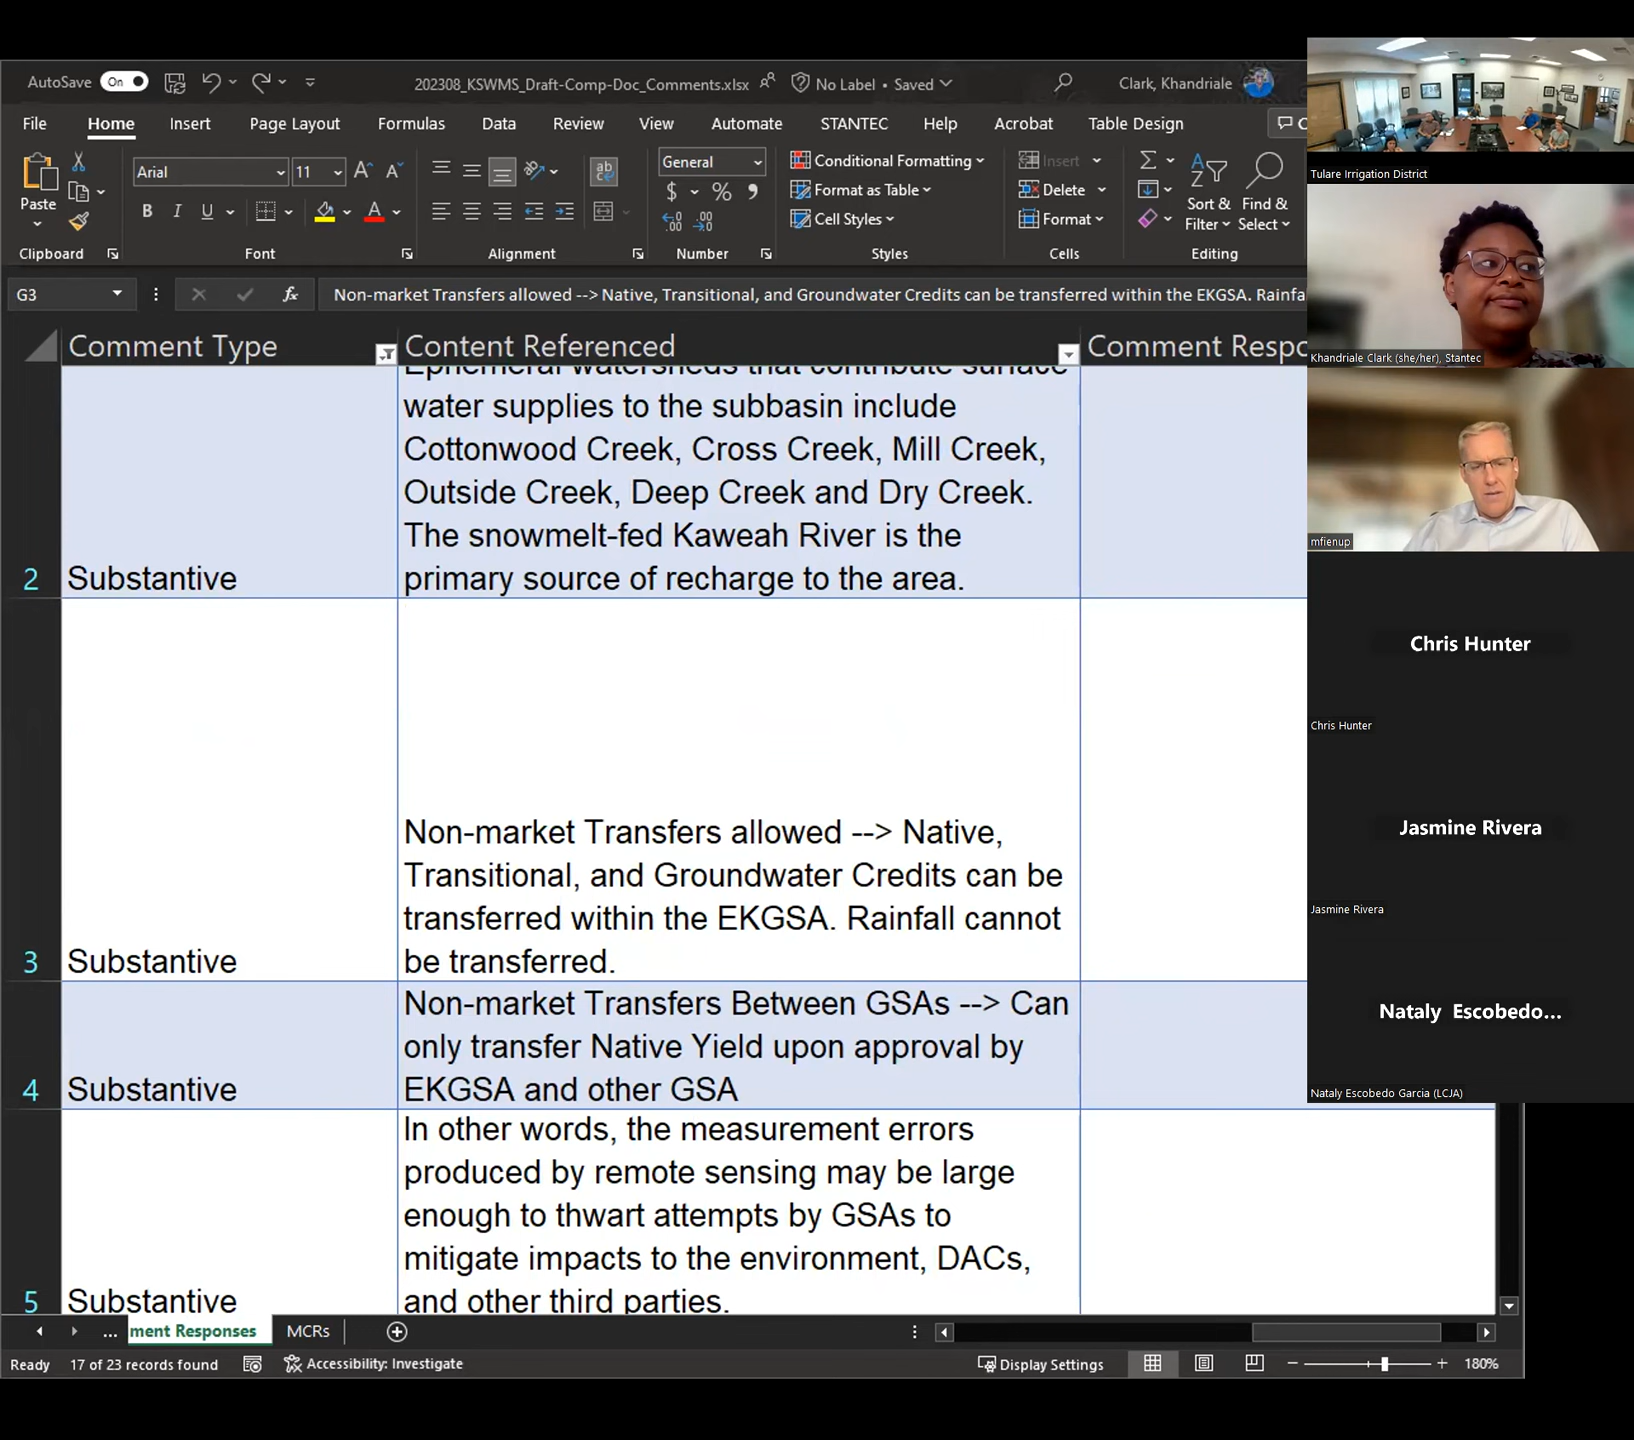 AutoSave On 202308_KSWMS_Draft-Comp-Doc_Comments.xlsx No Label • Saved Clark, Khandriale
File Home Insert Page Layout Formulas Data Review View Automate STANTEC Help Acrobat Table Design
Paste Arial 11 General Conditional Formatting Insert
Format as Table Delete Sort & Find &
B I U Cell Styles Format Filter Select
Clipboard Font Alignment Number Styles Cells Editing
G3 fx Non-market Transfers allowed --> Native, Transitional, and Groundwater Credits can be transferred within the EKGSA. Rainfa
Comment Type Content Referenced Comment Respo
Ephemeral watersheds that contribute surface
water supplies to the subbasin include
Cottonwood Creek, Cross Creek, Mill Creek,
Outside Creek, Deep Creek and Dry Creek.
The snowmelt-fed Kaweah River is the
2 Substantive primary source of recharge to the area.
Non-market Transfers allowed --> Native,
Transitional, and Groundwater Credits can be
transferred within the EKGSA. Rainfall cannot
3 Substantive be transferred.
Non-market Transfers Between GSAs --> Can
only transfer Native Yield upon approval by
4 Substantive EKGSA and other GSA
In other words, the measurement errors
produced by remote sensing may be large
enough to thwart attempts by GSAs to
mitigate impacts to the environment, DACs,
5 Substantive and other third parties.
... ment Responses MCRs
Ready 17 of 23 records found Accessibility: Investigate Display Settings 180%
Tulare Irrigation District
Khandriale Clark (she/her), Stantec
mfienup
Chris Hunter
Chris Hunter
Jasmine Rivera
Jasmine Rivera
Nataly Escobedo...
Nataly Escobedo Garcia (LCJA)